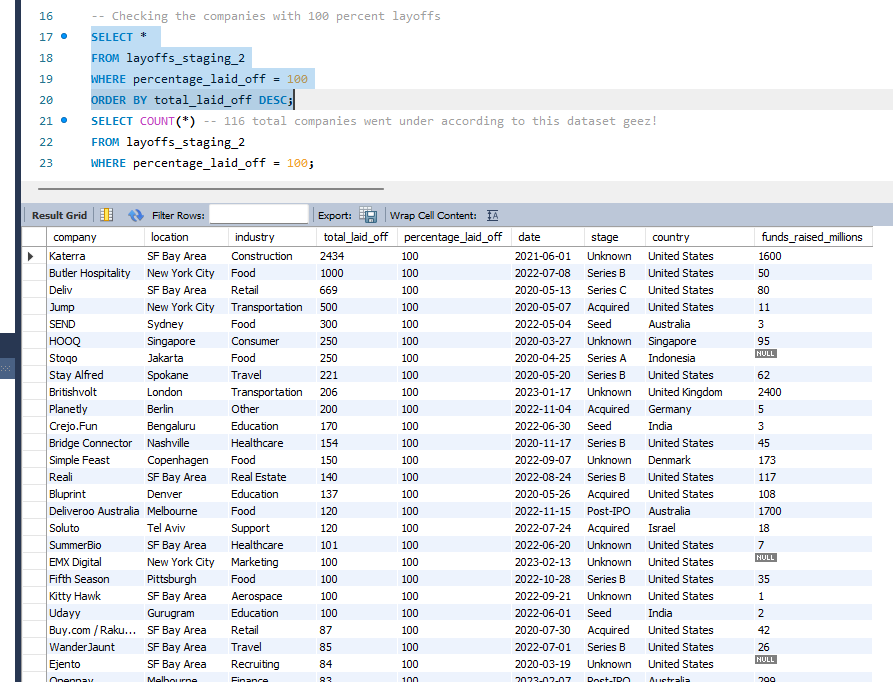 16 -- Checking the companies with 100 percent layoffs
17 SELECT *
18 FROM layoffs_staging_2
19 WHERE percentage_laid_off = 100
20 ORDER BY total_laid_off DESC;
21 SELECT COUNT(*) -- 116 total companies went under according to this dataset geez!
22 FROM layoffs_staging_2
23 WHERE percentage_laid_off = 100;
Result Grid Filter Rows: Export: Wrap Cell Content: IA
company location industry total_laid_off percentage_laid_off date stage country funds_raised_millions
Katerra SF Bay Area Construction 2434 100 2021-06-01 Unknown United States 1600
Butler Hospitality New York City Food 1000 100 2022-07-08 Series B United States 50
Deliv SF Bay Area Retail 669 100 2020-05-13 Series C United States 80
Jump New York City Transportation 500 100 2020-05-07 Acquired United States 11
SEND Sydney Food 300 100 2022-05-04 Seed Australia 3
HOOQ Singapore Consumer 250 100 2020-03-27 Unknown Singapore 95
Stoqo Jakarta Food 250 100 2020-04-25 Series A Indonesia NULL
Stay Alfred Spokane Travel 221 100 2020-05-20 Series B United States 62
Britishvolt London Transportation 206 100 2023-01-17 Unknown United Kingdom 2400
Planetly Berlin Other 200 100 2022-11-04 Acquired Germany 5
Crejo.Fun Bengaluru Education 170 100 2022-06-30 Seed India 3
Bridge Connector Nashville Healthcare 154 100 2020-11-17 Series B United States 45
Simple Feast Copenhagen Food 150 100 2022-09-07 Unknown Denmark 173
Reali SF Bay Area Real Estate 140 100 2022-08-24 Series B United States 117
Bluprint Denver Education 137 100 2020-05-26 Acquired United States 108
Deliveroo Australia Melbourne Food 120 100 2022-11-15 Post-IPO Australia 1700
Soluto Tel Aviv Support 120 100 2022-07-24 Acquired Israel 18
SummerBio SF Bay Area Healthcare 101 100 2022-06-20 Unknown United States 7
EMX Digital New York City Marketing 100 100 2023-02-13 Unknown United States NULL
Fifth Season Pittsburgh Food 100 100 2022-10-28 Series B United States 35
Kitty Hawk SF Bay Area Aerospace 100 100 2022-09-21 Unknown United States 1
Udayy Gurugram Education 100 100 2022-06-01 Seed India 2
Buy.com / Raku... SF Bay Area Retail 87 100 2020-07-30 Acquired United States 42
WanderJaunt SF Bay Area Travel 85 100 2022-07-01 Series B United States 26
Ejento SF Bay Area Recruiting 84 100 2020-03-19 Unknown United States NULL
Openpay Melbourne Finance 83 100 2023-02-07 Post-IPO Australia 299